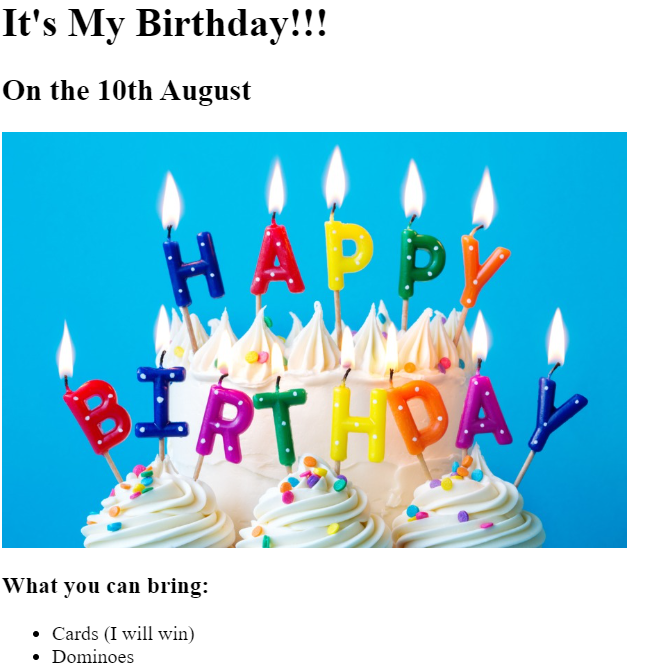 It's My Birthday!!!
On the 10th August
HAPPY
BIRTHDAY
What you can bring:
Cards (I will win)
Dominoes